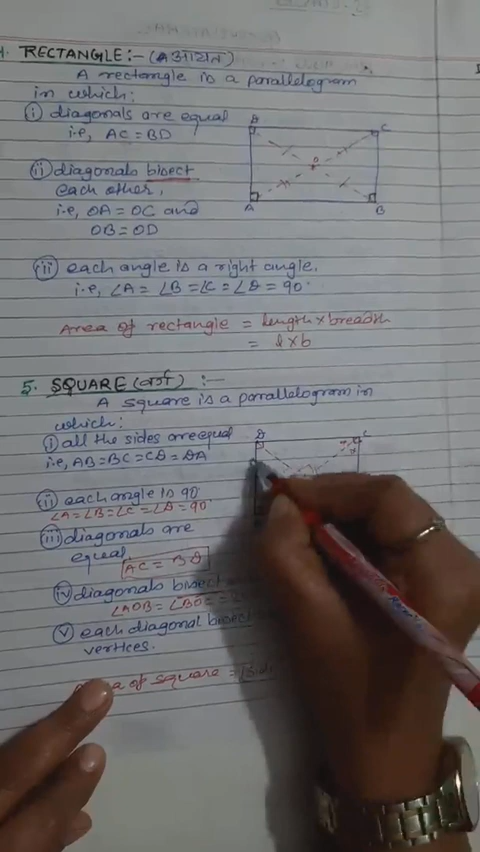 RECTANGLE:- (आयत)
A rectangle is a parallelogram
in which:
(i) diagonals are equal
i.e, AC = BD
(ii) diagonals bisect
each other,
i.e, OA = OC and
OB = OD
(iii) each angle is a right angle.
i.e, ∠A = ∠B = ∠C = ∠D = 90°
Area of rectangle = length × breadth
= l × b
D C
O
A B
5. SQUARE (वर्ग) :-
A square is a parallelogram in
which:
(i) all the sides are equal
i.e, AB = BC = CD = DA
(ii) each angle is 90°
∠A = ∠B = ∠C = ∠D = 90°
(iii) diagonals are
equal.
AC = BD
(iv) diagonals bisect
∠AOB = ∠BOC =
(v) each diagonal bisect
vertices.
of square =
D C